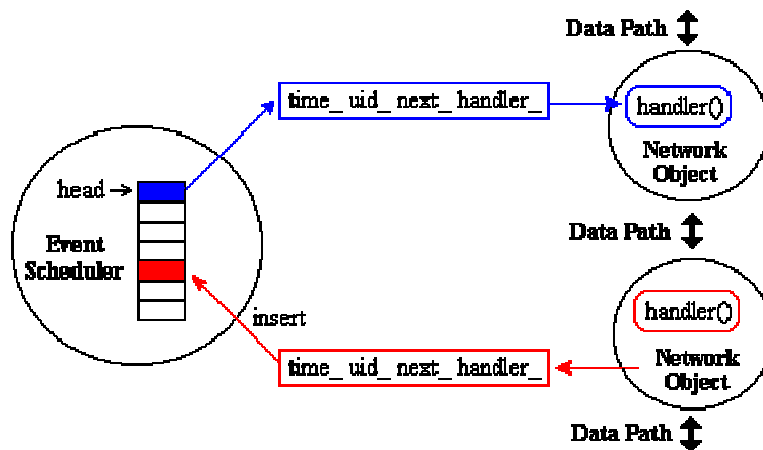 Data Path
time_ uid_ next_ handler_
handler()
Network
Object
head
Event
Scheduler
Data Path
insert
handler()
time_ uid_ next_ handler_
Network
Object
Data Path